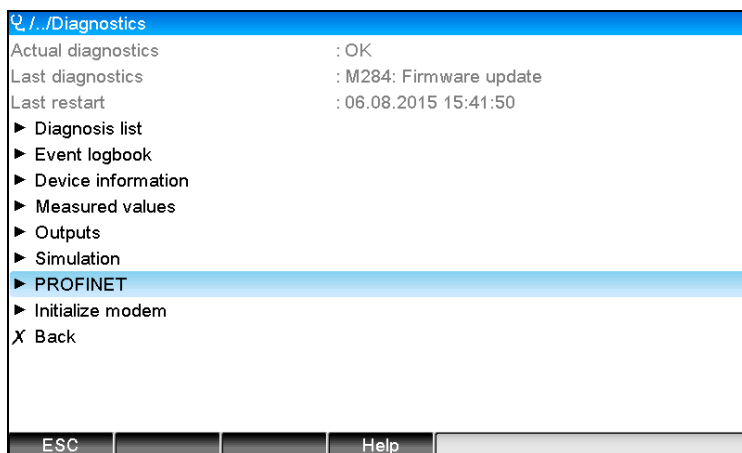 /../Diagnostics
Actual diagnostics : OK
Last diagnostics : M284: Firmware update
Last restart : 06.08.2015 15:41:50
► Diagnosis list
► Event logbook
► Device information
► Measured values
► Outputs
► Simulation
► PROFINET
► Initialize modem
X Back
ESC Help